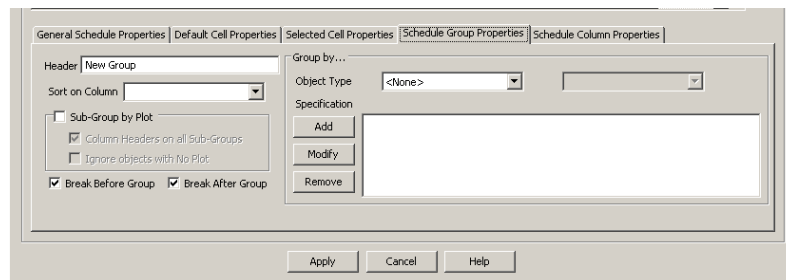 General Schedule Properties Default Cell Properties Selected Cell Properties Schedule Group Properties Schedule Column Properties
Header New Group
Sort on Column
Sub-Group by Plot
Column Headers on all Sub-Groups
Ignore objects with No Plot
Break Before Group Break After Group
Group by...
Object Type <None>
Specification
Add
Modify
Remove
Apply Cancel Help